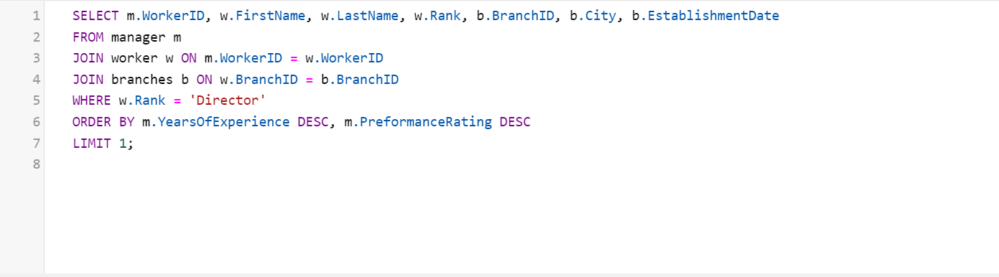 1 SELECT m.WorkerID, w.FirstName, w.LastName, w.Rank, b.BranchID, b.City, b.EstablishmentDate
2 FROM manager m
3 JOIN worker w ON m.WorkerID = w.WorkerID
4 JOIN branches b ON w.BranchID = b.BranchID
5 WHERE w.Rank = 'Director'
6 ORDER BY m.YearsOfExperience DESC, m.PreformanceRating DESC
7 LIMIT 1;
8